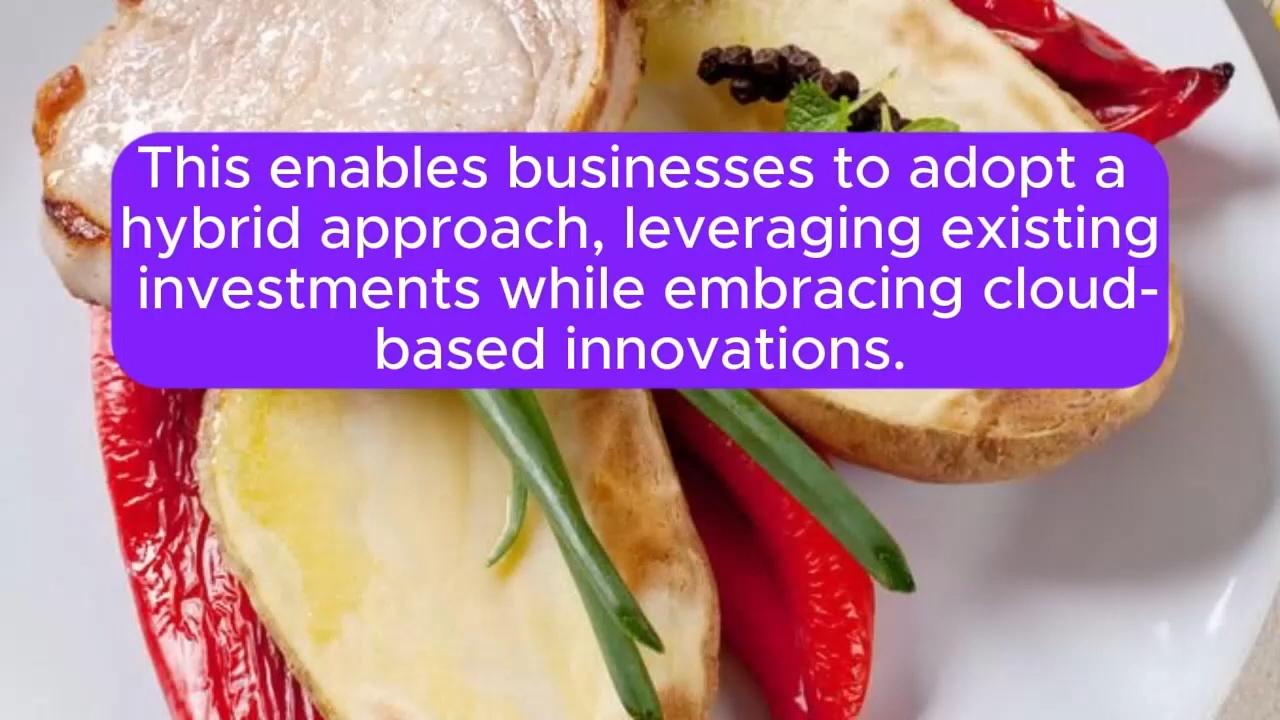 This enables businesses to adopt a
hybrid approach, leveraging existing
investments while embracing cloud-
based innovations.